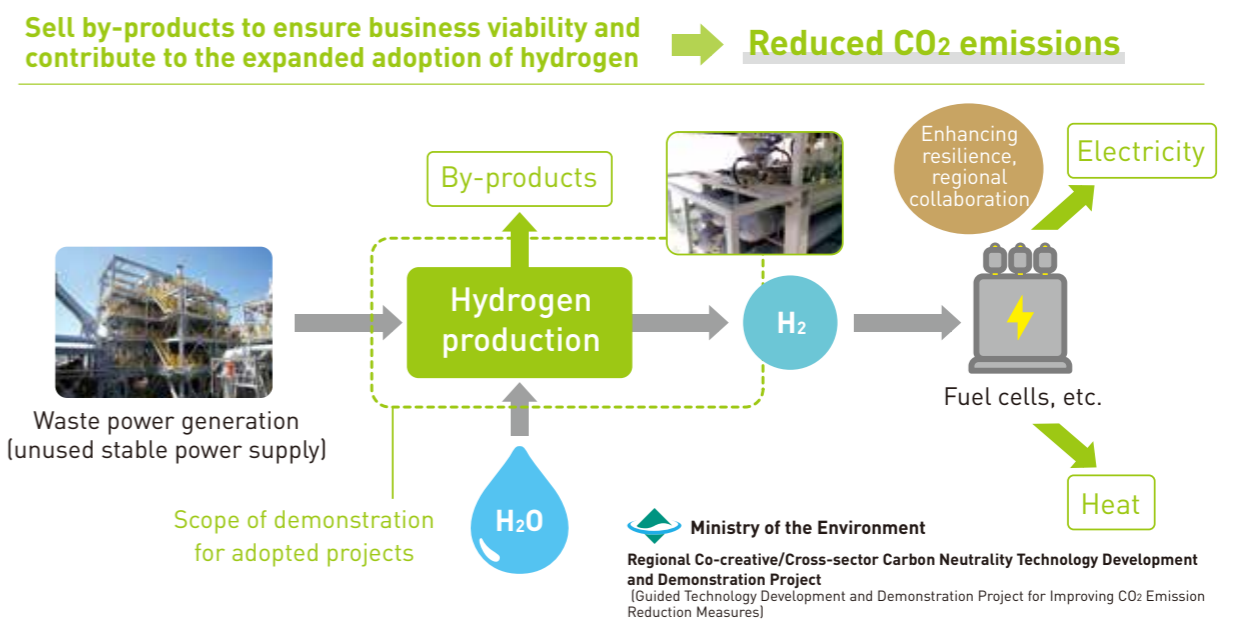 Sell by-products to ensure business viability and
contribute to the expanded adoption of hydrogen
Reduced CO2 emissions
Enhancing
resilience,
regional
collaboration
Electricity
By-products
Hydrogen
production
H2
Waste power generation
(unused stable power supply)
Fuel cells, etc.
Scope of demonstration
for adopted projects
H2O
Heat
Ministry of the Environment
Regional Co-creative/Cross-sector Carbon Neutrality Technology Development
and Demonstration Project
(Guided Technology Development and Demonstration Project for Improving CO2 Emission
Reduction Measures)